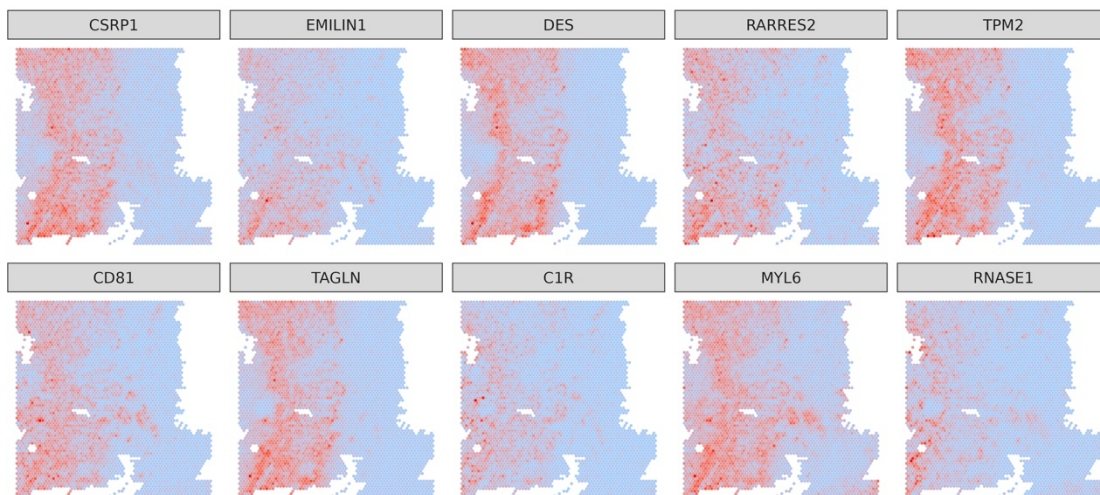 CSRP1
EMILIN1
DES
RARRES2
TPM2
CD81
TAGLN
C1R
MYL6
RNASE1